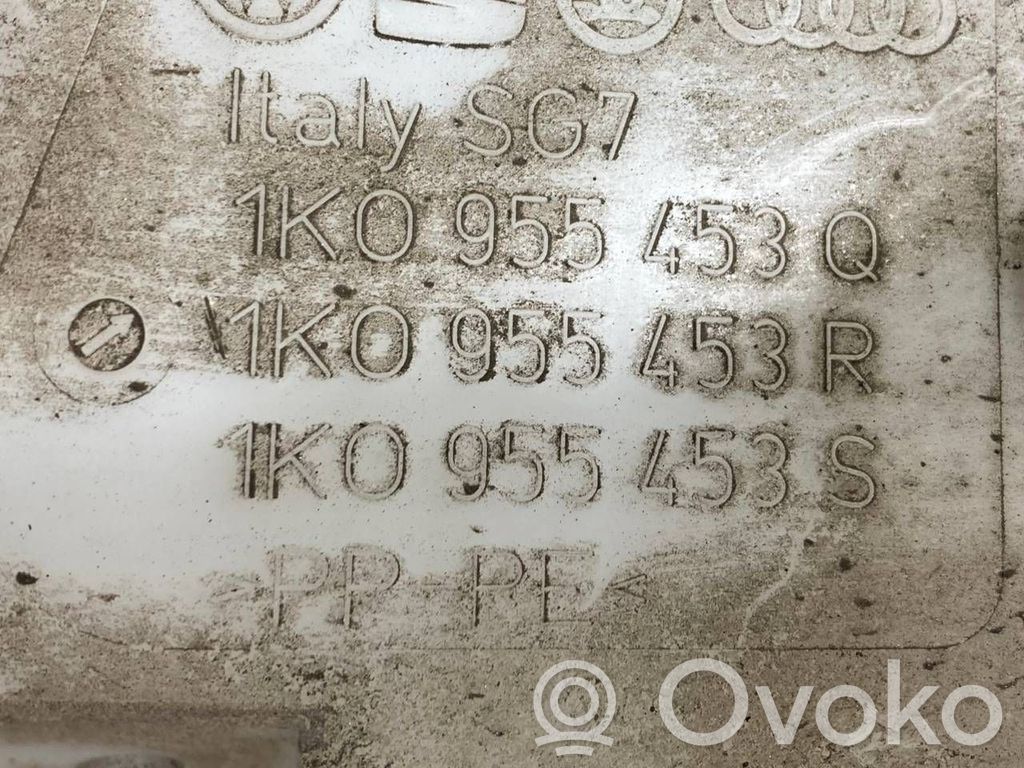 Italy SG7
1K0 955 453 Q
1K0 955 453 R
1K0 955 453 S
>PP-PE<
Ovoko